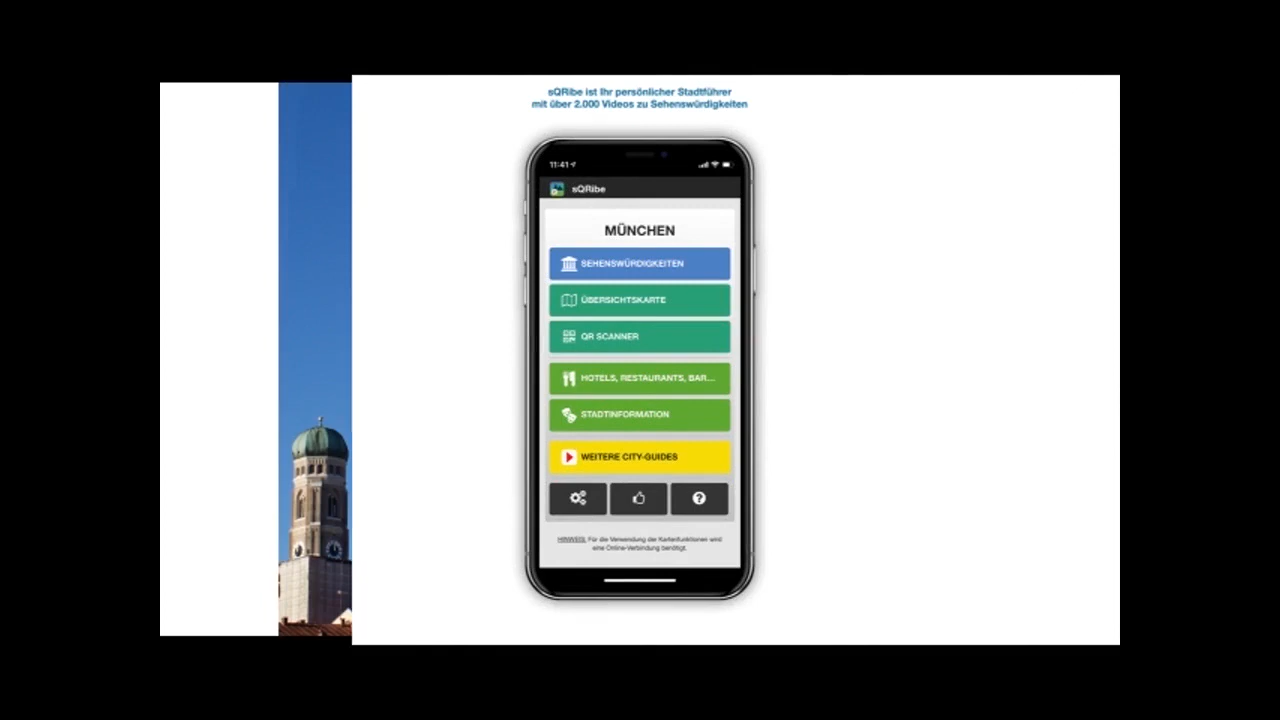 sQRibe ist Ihr persönlicher Stadtführer
mit über 2.000 Videos zu Sehenswürdigkeiten
11:41
sQRibe
MÜNCHEN
SEHENSWÜRDIGKEITEN
ÜBERSICHTSKARTE
QR SCANNER
HOTELS, RESTAURANTS, BAR...
STADTINFORMATION
WEITERE CITY-GUIDES
HINWEIS: Für die Verwendung der Kartenfunktionen wird
eine Online-Verbindung benötigt.